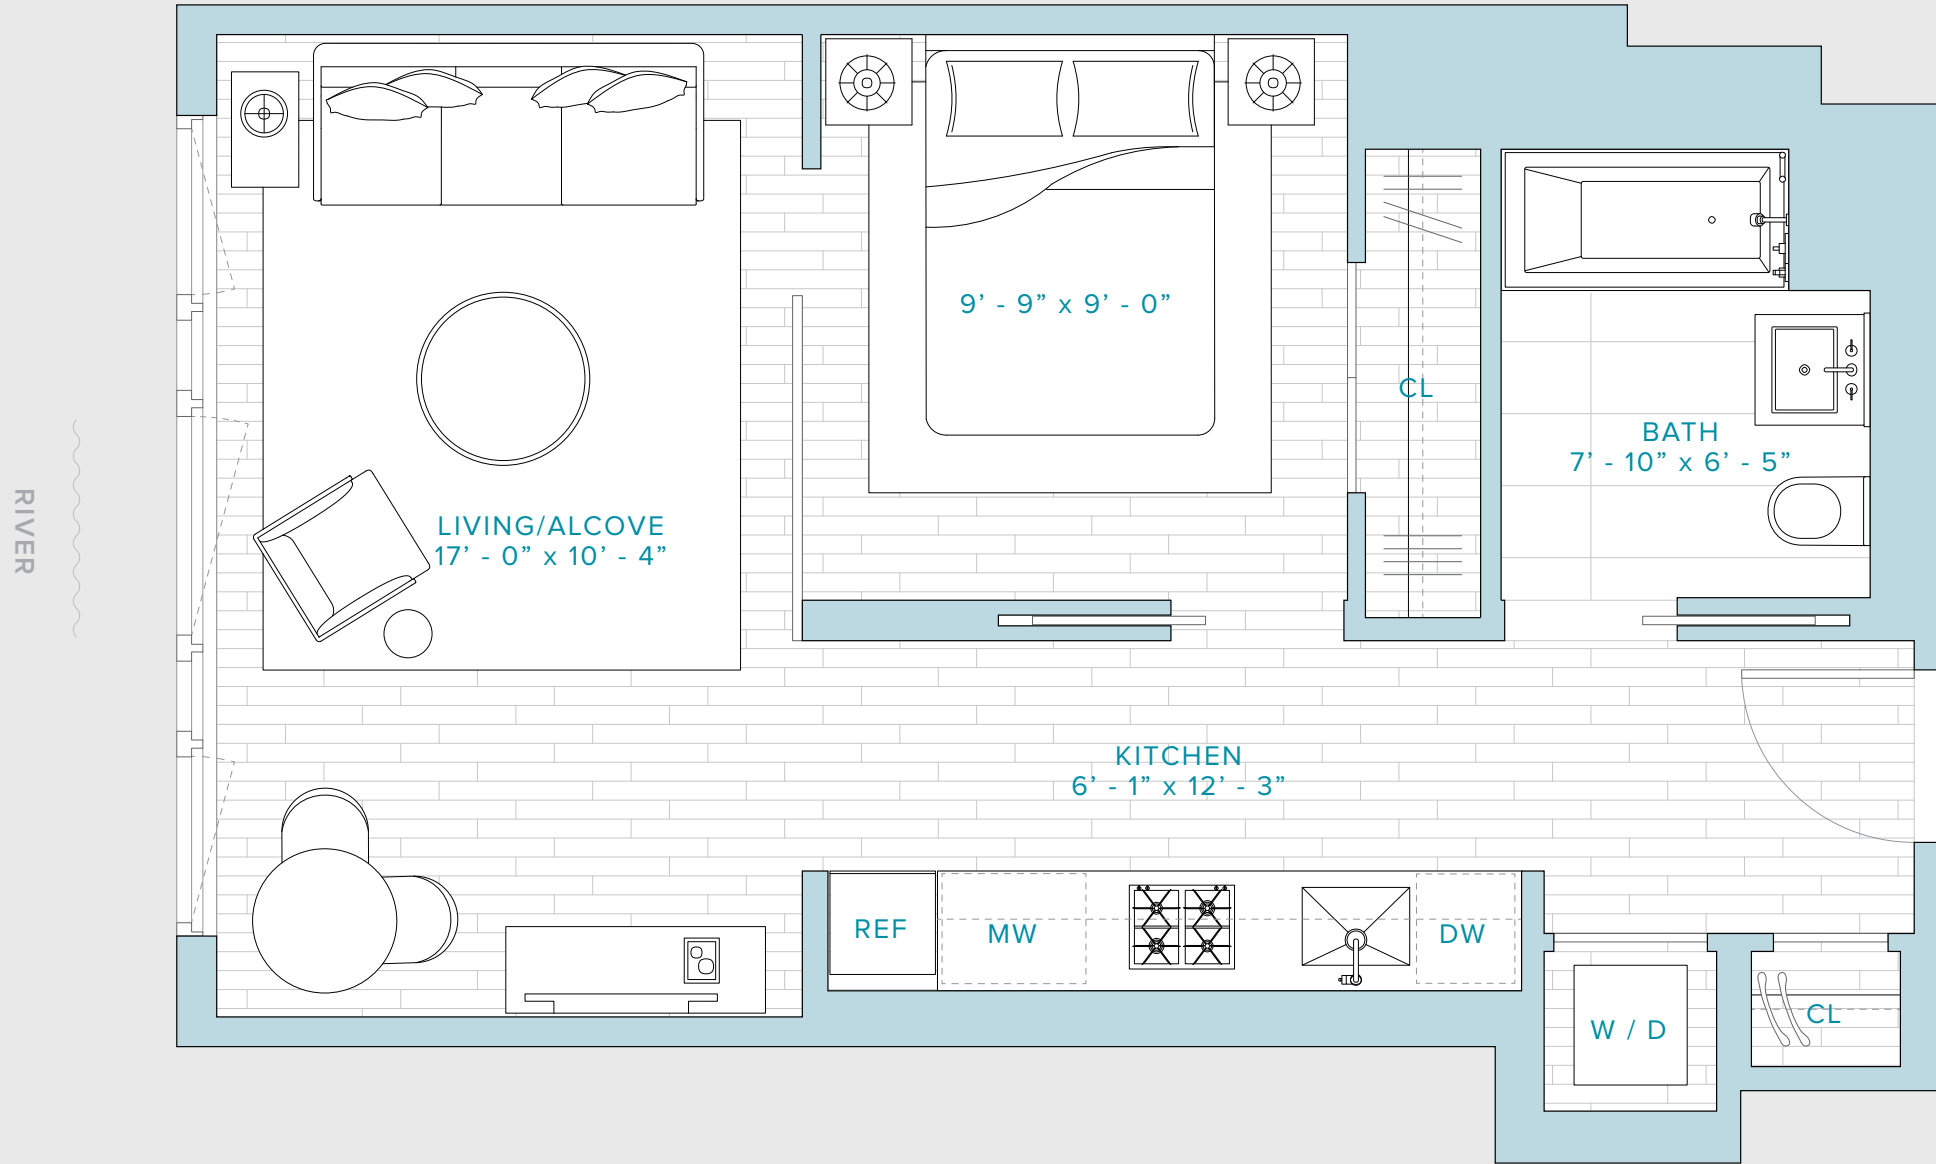 9’ - 9” x 9’ - 0”
CL
BATH
7’ - 10” x 6’ - 5”
RIVER
LIVING/ALCOVE
17’ - 0” x 10’ - 4”
KITCHEN
6’ - 1” x 12’ - 3”
REF
MW
DW
W / D
CL